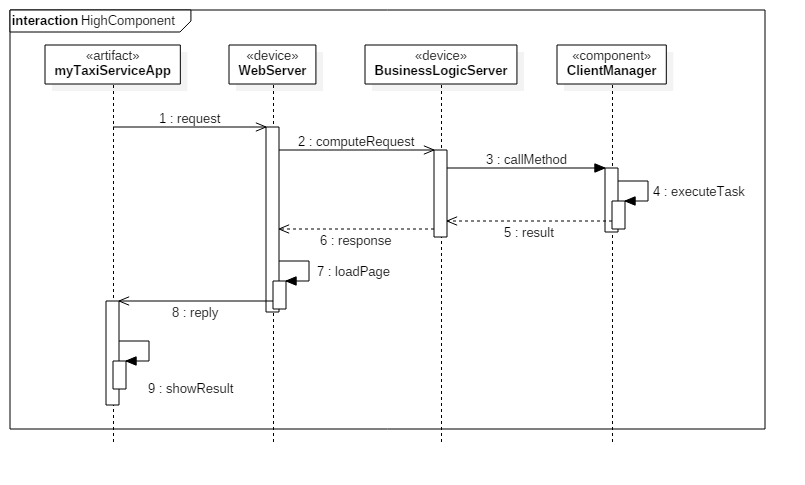 interaction HighComponent
«artifact»
myTaxiServiceApp
«device»
WebServer
«device»
BusinessLogicServer
«component»
ClientManager
1 : request
2 : computeRequest
3 : callMethod
4 : executeTask
5 : result
6 : response
7 : loadPage
8 : reply
9 : showResult